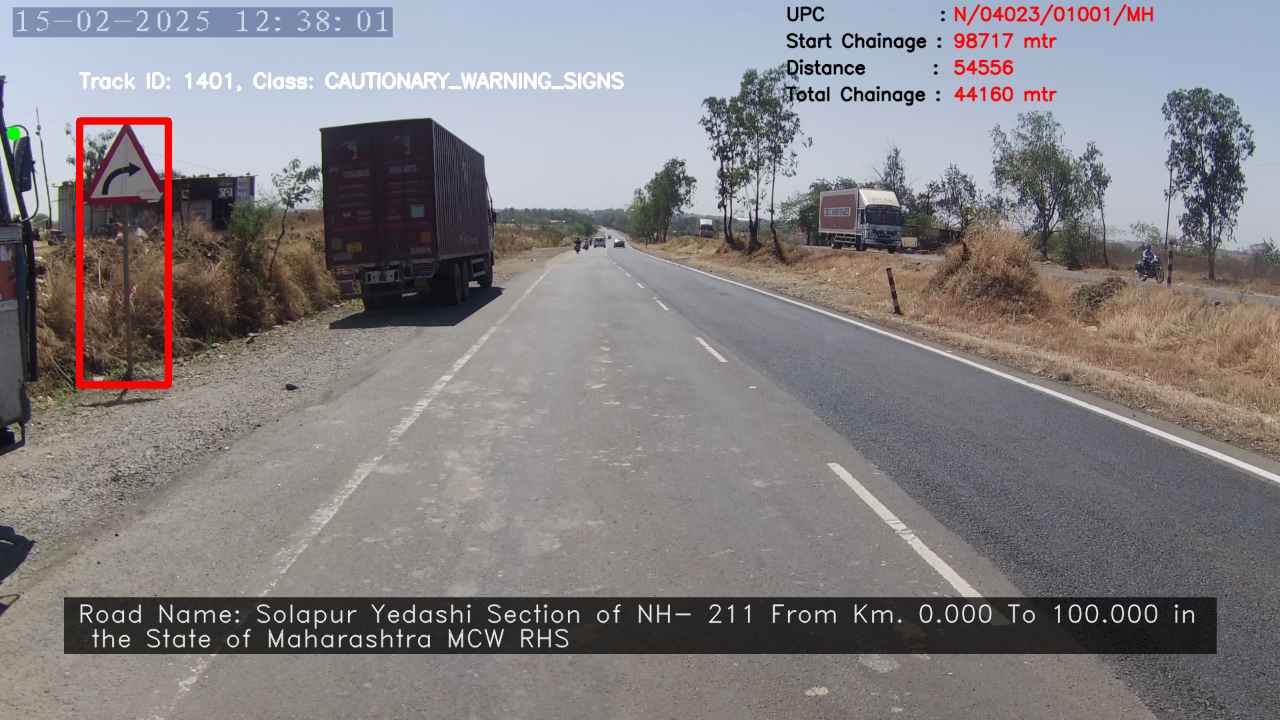 15-02-2025 12:38:01
UPC : N/04023/01001/MH
Start Chainage : 98717 mtr
Distance : 54556
Total Chainage : 44160 mtr
Track ID: 1401, Class: CAUTIONARY_WARNING_SIGNS
Road Name: Solapur Yedashi Section of NH- 211 From Km. 0.000 To 100.000 in
the State of Maharashtra MCW RHS